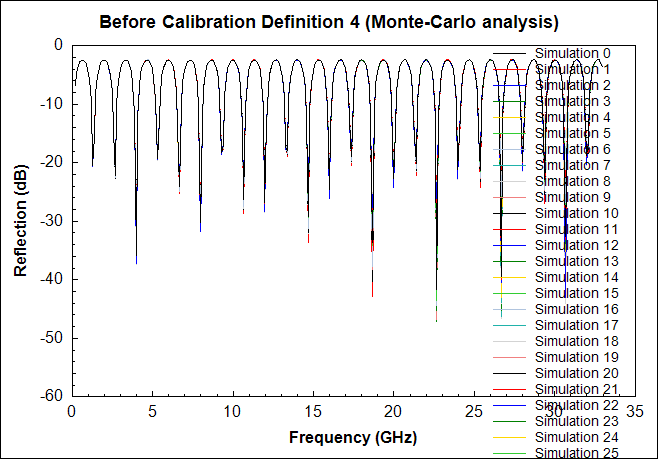 Before Calibration Definition 4 (Monte-Carlo analysis)
Reflection (dB)
0
-10
-20
-30
-40
-50
-60
0
5
10
15
20
25
30
35
Frequency (GHz)
Simulation 0
Simulation 1
Simulation 2
Simulation 3
Simulation 4
Simulation 5
Simulation 6
Simulation 7
Simulation 8
Simulation 9
Simulation 10
Simulation 11
Simulation 12
Simulation 13
Simulation 14
Simulation 15
Simulation 16
Simulation 17
Simulation 18
Simulation 19
Simulation 20
Simulation 21
Simulation 22
Simulation 23
Simulation 24
Simulation 25